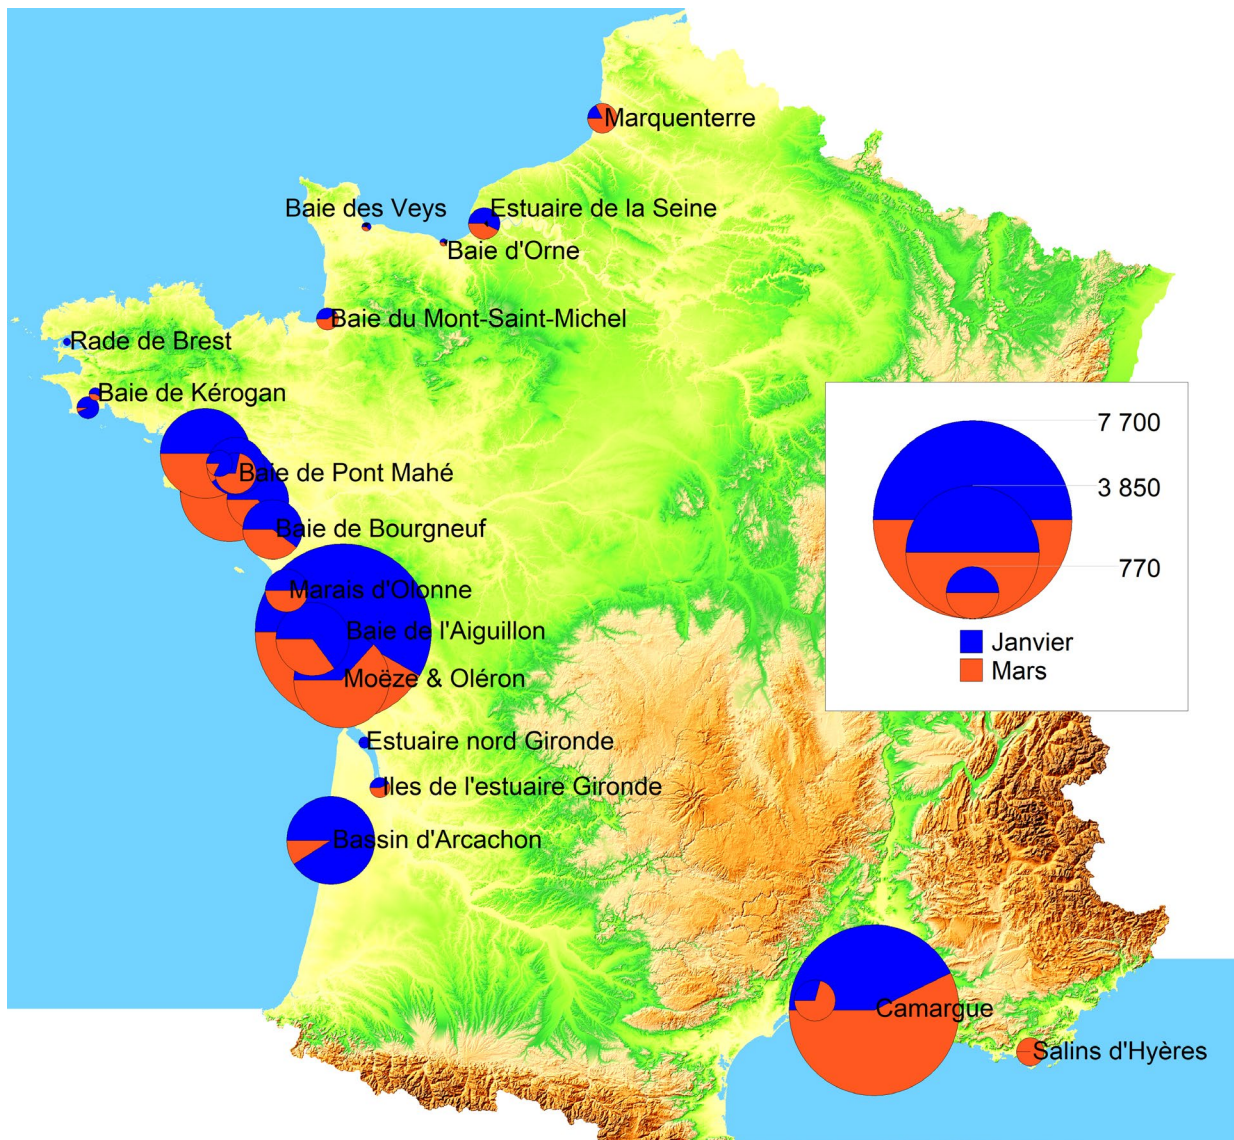 Marquenterre
Baie des Veys
Estuaire de la Seine
Baie d'Orne
Baie du Mont-Saint-Michel
Rade de Brest
Baie de Kérogan
7 700
3 850
770
Janvier
Mars
Baie de Pont Mahé
Baie de Bourgneuf
Marais d'Olonne
Baie de l'Aiguillon
Moëze & Oléron
Estuaire nord Gironde
Iles de l'estuaire Gironde
Bassin d'Arcachon
Camargue
Salins d'Hyères